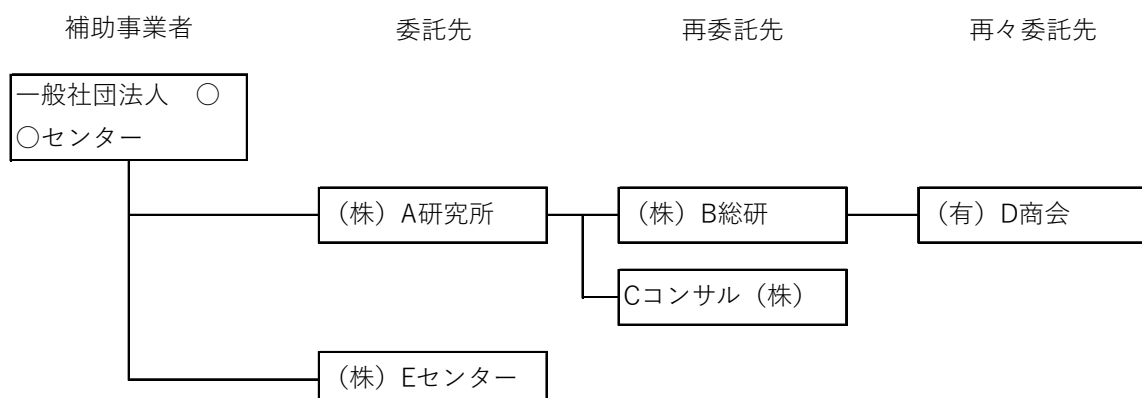 補助事業者
委託先
再委託先
再々委託先
一般社団法人　○
○センター
（株）A研究所
（株）B総研
（有）D商会
Cコンサル（株）
（株）Eセンター